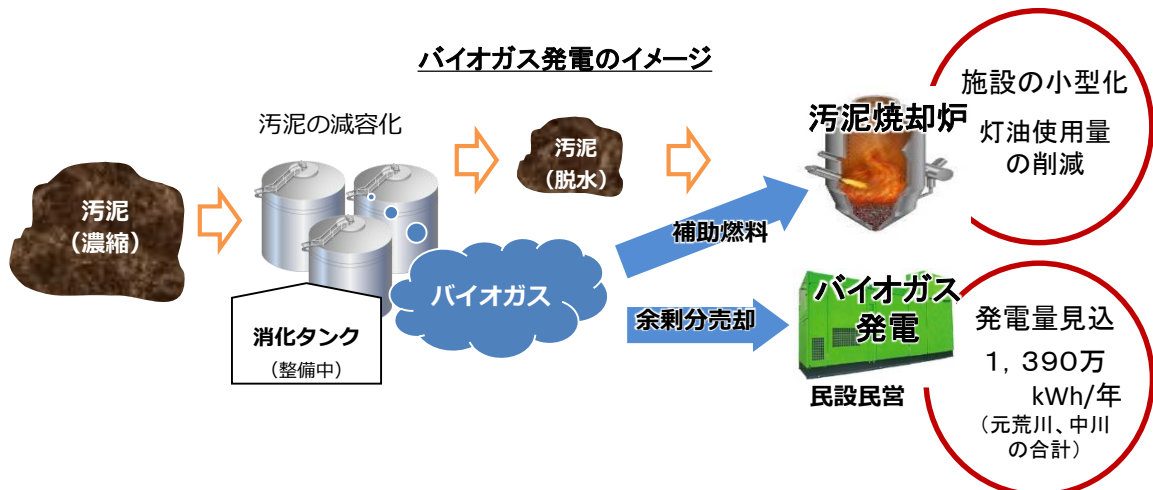 バイオガス発電のイメージ
汚泥
（濃縮）
汚泥の減容化
消化タンク
（整備中）
汚泥
（脱水）
バイオガス
補助燃料
余剰分売却
汚泥焼却炉
施設の小型化
灯油使用量
の削減
バイオガス
発電
民設民営
発電量見込
１，３９０万
kWh/年
（元荒川、中川
の合計）